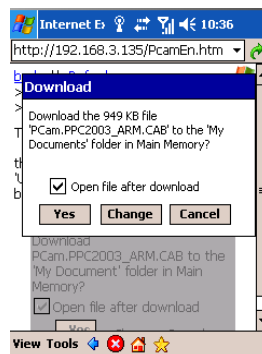 Internet Ex 10:36
http://192.168.3.135/PcamEn.htm
Download
Download the 949 KB file
'PCam.PPC2003_ARM.CAB' to the 'My
Documents' folder in Main Memory?
Open file after download
Yes Change Cancel
Download
PCam.PPC2003_ARM.CAB to the
'My Document' folder in Main
Memory?
Open file after download
Yes
View Tools